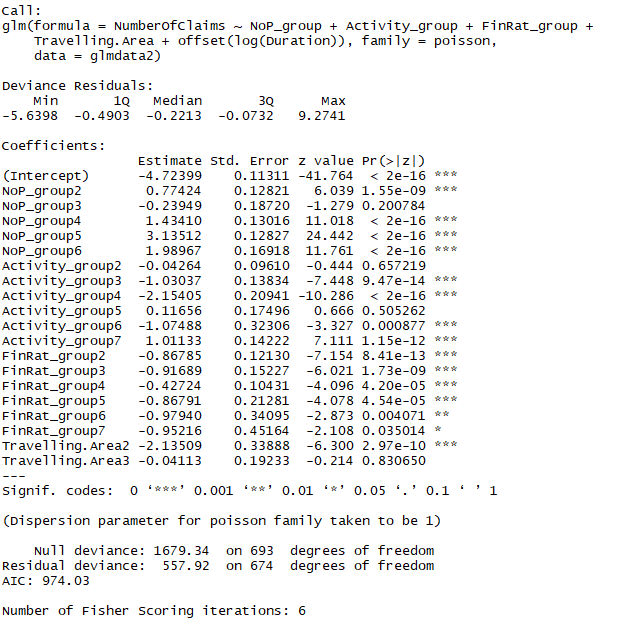 Call:
glm(formula = NumberOfClaims ~ NoP_group + Activity_group + FinRat_group +
    Travelling.Area + offset(log(Duration)), family = poisson,
    data = glmdata2)

Deviance Residuals:
    Min       1Q   Median       3Q      Max
-5.6398  -0.4903  -0.2213  -0.0732   9.2741

Coefficients:
                 Estimate Std. Error z value Pr(>|z|)
(Intercept)      -4.72399    0.11311 -41.764  < 2e-16 ***
NoP_group2        0.77424    0.12821   6.039 1.55e-09 ***
NoP_group3       -0.23949    0.18720  -1.279 0.200784
NoP_group4        1.43410    0.13016  11.018  < 2e-16 ***
NoP_group5        3.13512    0.12827  24.442  < 2e-16 ***
NoP_group6        1.98967    0.16918  11.761  < 2e-16 ***
Activity_group2  -0.04264    0.09610  -0.444 0.657219
Activity_group3  -1.03037    0.13834  -7.448 9.47e-14 ***
Activity_group4  -2.15405    0.20941 -10.286  < 2e-16 ***
Activity_group5   0.11656    0.17496   0.666 0.505262
Activity_group6  -1.07488    0.32306  -3.327 0.000877 ***
Activity_group7   1.01133    0.14222   7.111 1.15e-12 ***
FinRat_group2    -0.86785    0.12130  -7.154 8.41e-13 ***
FinRat_group3    -0.91689    0.15227  -6.021 1.73e-09 ***
FinRat_group4    -0.42724    0.10431  -4.096 4.20e-05 ***
FinRat_group5    -0.86791    0.21281  -4.078 4.54e-05 ***
FinRat_group6    -0.97940    0.34095  -2.873 0.004071 **
FinRat_group7    -0.95216    0.45164  -2.108 0.035014 *
Travelling.Area2 -2.13509    0.33888  -6.300 2.97e-10 ***
Travelling.Area3 -0.04113    0.19233  -0.214 0.830650
---
Signif. codes:  0 ‘***’ 0.001 ‘**’ 0.01 ‘*’ 0.05 ‘.’ 0.1 ‘ ’ 1

(Dispersion parameter for poisson family taken to be 1)

    Null deviance: 1679.34  on 693  degrees of freedom
Residual deviance:  557.92  on 674  degrees of freedom
AIC: 974.03

Number of Fisher Scoring iterations: 6